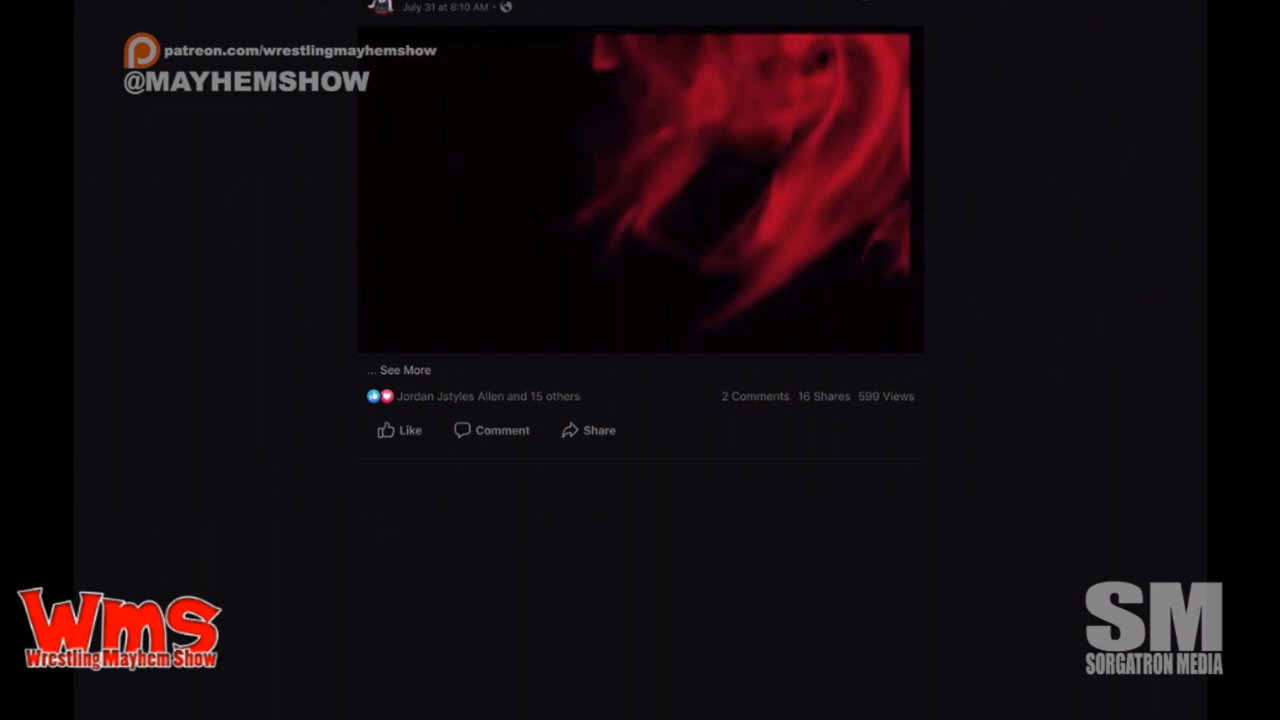 July 31 at 8:10 AM ·
patreon.com/wrestlingmayhemshow
@MAYHEMSHOW
... See More
Jordan Jstyles Allen and 15 others
2 Comments 16 Shares 599 Views
Like Comment Share
Wms
Wrestling Mayhem Show
SM
SORGATRON MEDIA